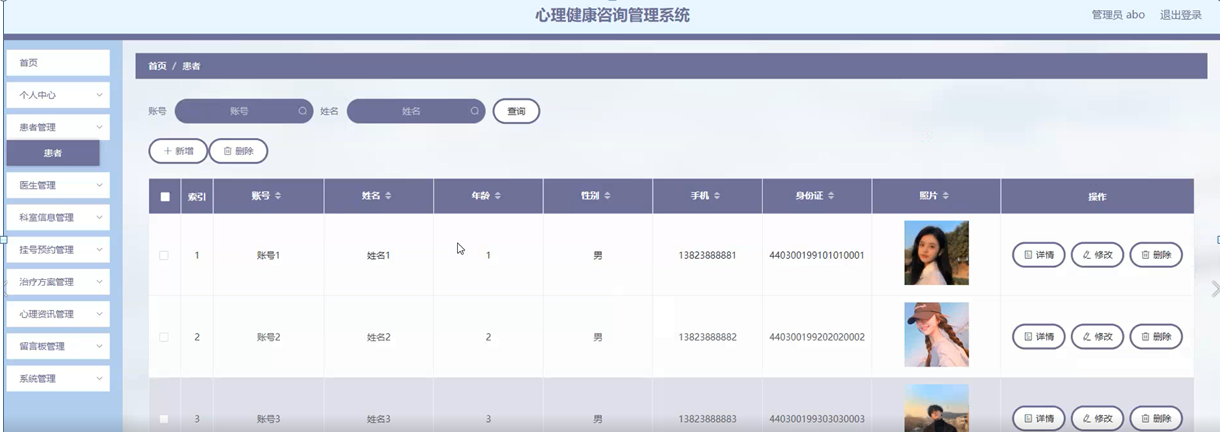 心理健康咨询管理系统
管理员 abo 退出登录
首页
个人中心
患者管理
患者
医生管理
科室信息管理
挂号预约管理
治疗方案管理
心理资讯管理
留言板管理
系统管理
首页 / 患者
账号 账号 姓名 姓名 查询
新增 删除
索引 账号 姓名 年龄 性别 手机 身份证 照片 操作
1 账号1 姓名1 1 男 13823888881 440300199101010001 详情 修改 删除
2 账号2 姓名2 2 男 13823888882 440300199202020002 详情 修改 删除
3 账号3 姓名3 3 男 13823888883 440300199303030003 详情 修改 删除